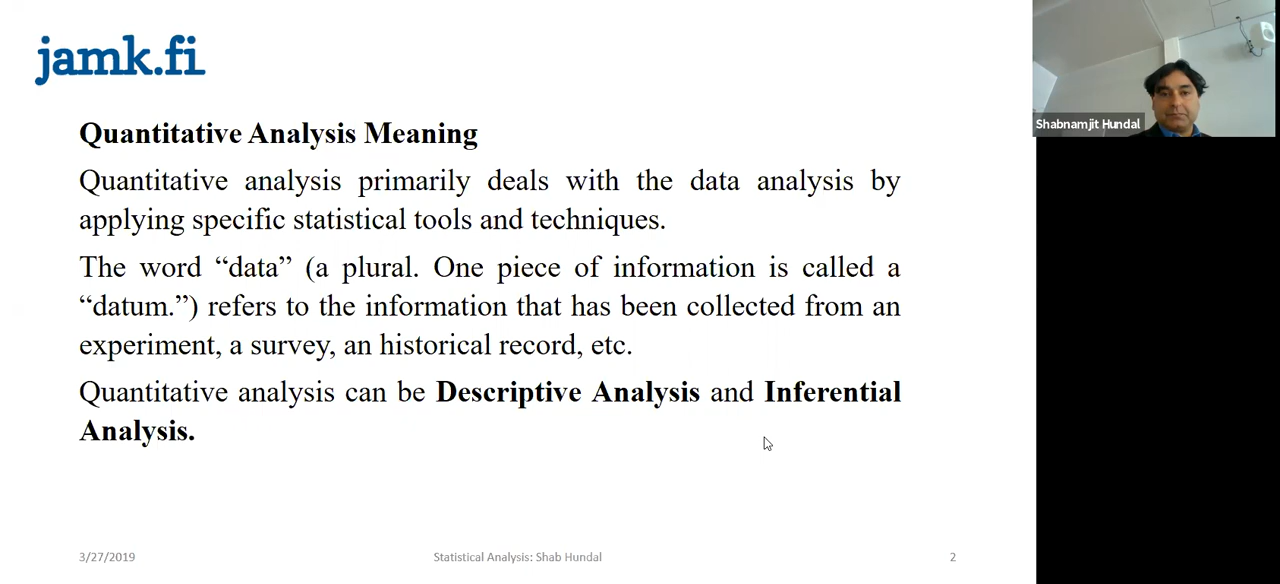 jamk.fi
Quantitative Analysis Meaning
Quantitative analysis primarily deals with the data analysis by
applying specific statistical tools and techniques.
The word “data” (a plural. One piece of information is called a
“datum.”) refers to the information that has been collected from an
experiment, a survey, an historical record, etc.
Quantitative analysis can be Descriptive Analysis and Inferential
Analysis.
3/27/2019
Statistical Analysis: Shab Hundal
2
Shabnamjit Hundal